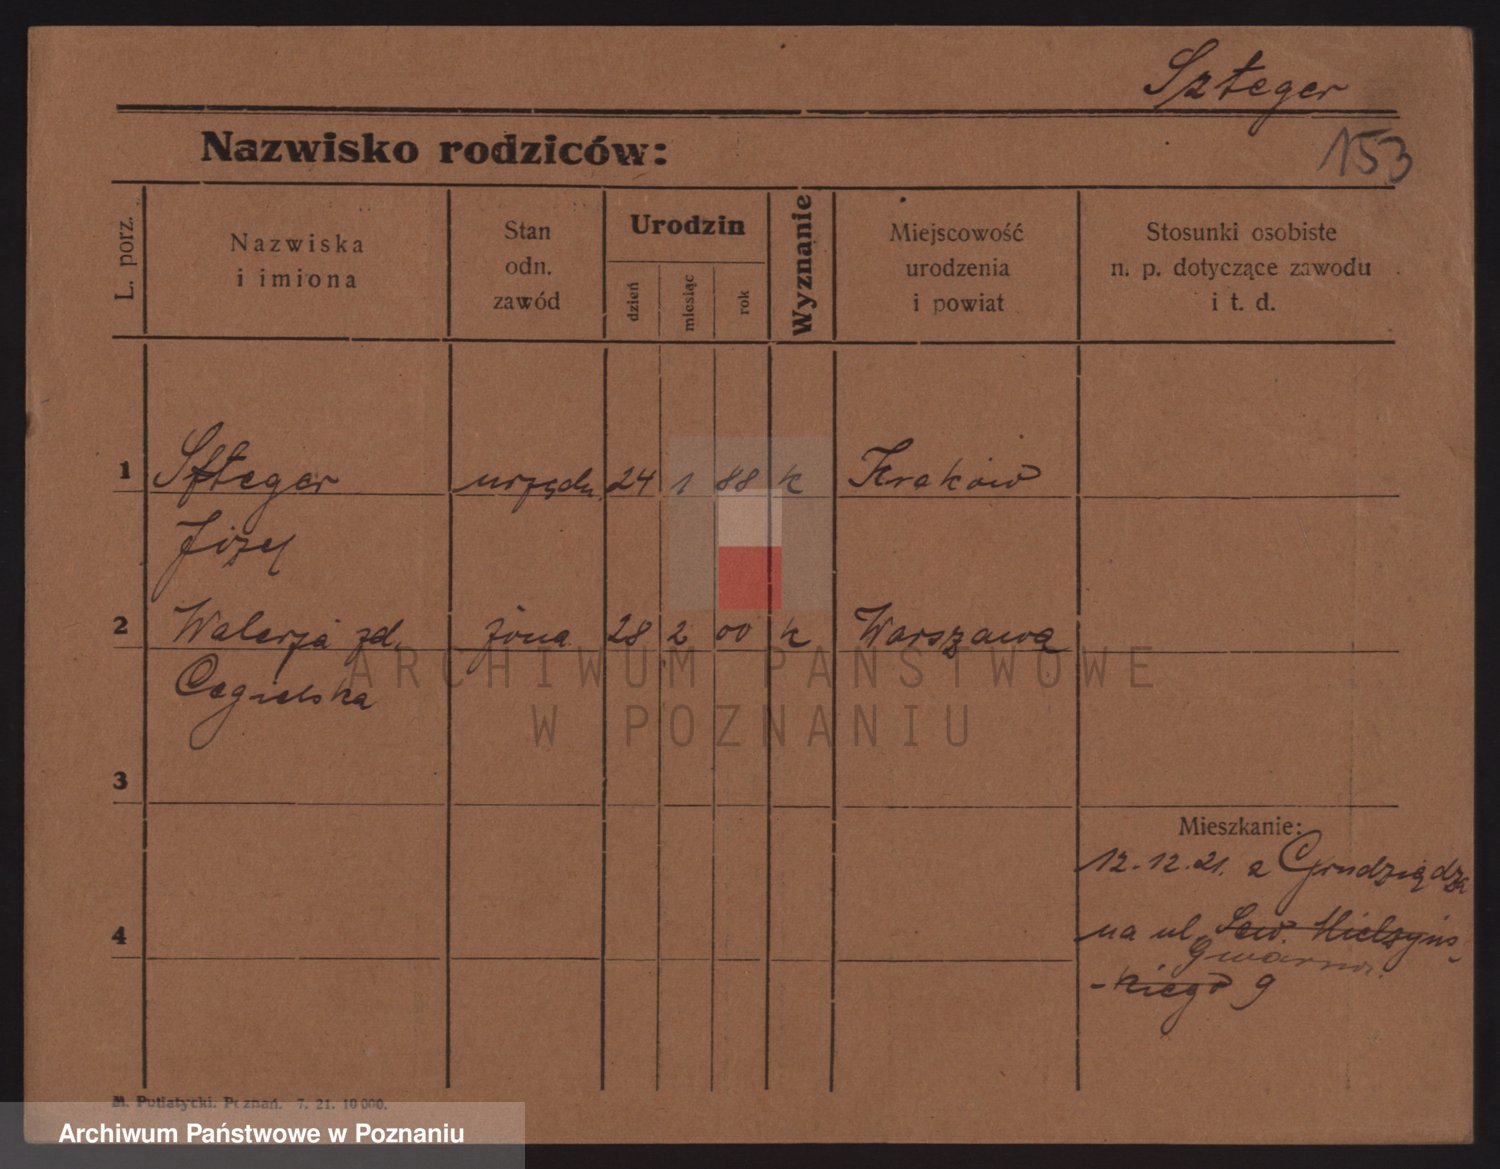 Szteger
153
Nazwisko rodziców:
L. porz.
Nazwiska
i imiona
Stan
odn.
zawód
Urodzin
dzień
miesiąc
rok
Wyznanie
Miejscowość
urodzenia
i powiat
Stosunki osobiste
n. p. dotyczące zawodu
i t. d.
1 Szteger urzędn. 24 1 88 k Kraków
Józef
2 Walerja zd. żona 28 2 00 k Warszawa
Cegielska
ARCHIWUM PAŃSTWOWE
W POZNANIU
3
Mieszkanie:
12.12.21. z Grudziądza
4
na ul. Sew. Mielżyńs-
Gwarna
-kiego 9
M. Putiatycki. Poznań. 7. 21. 10 000.
Archiwum Państwowe w Poznaniu